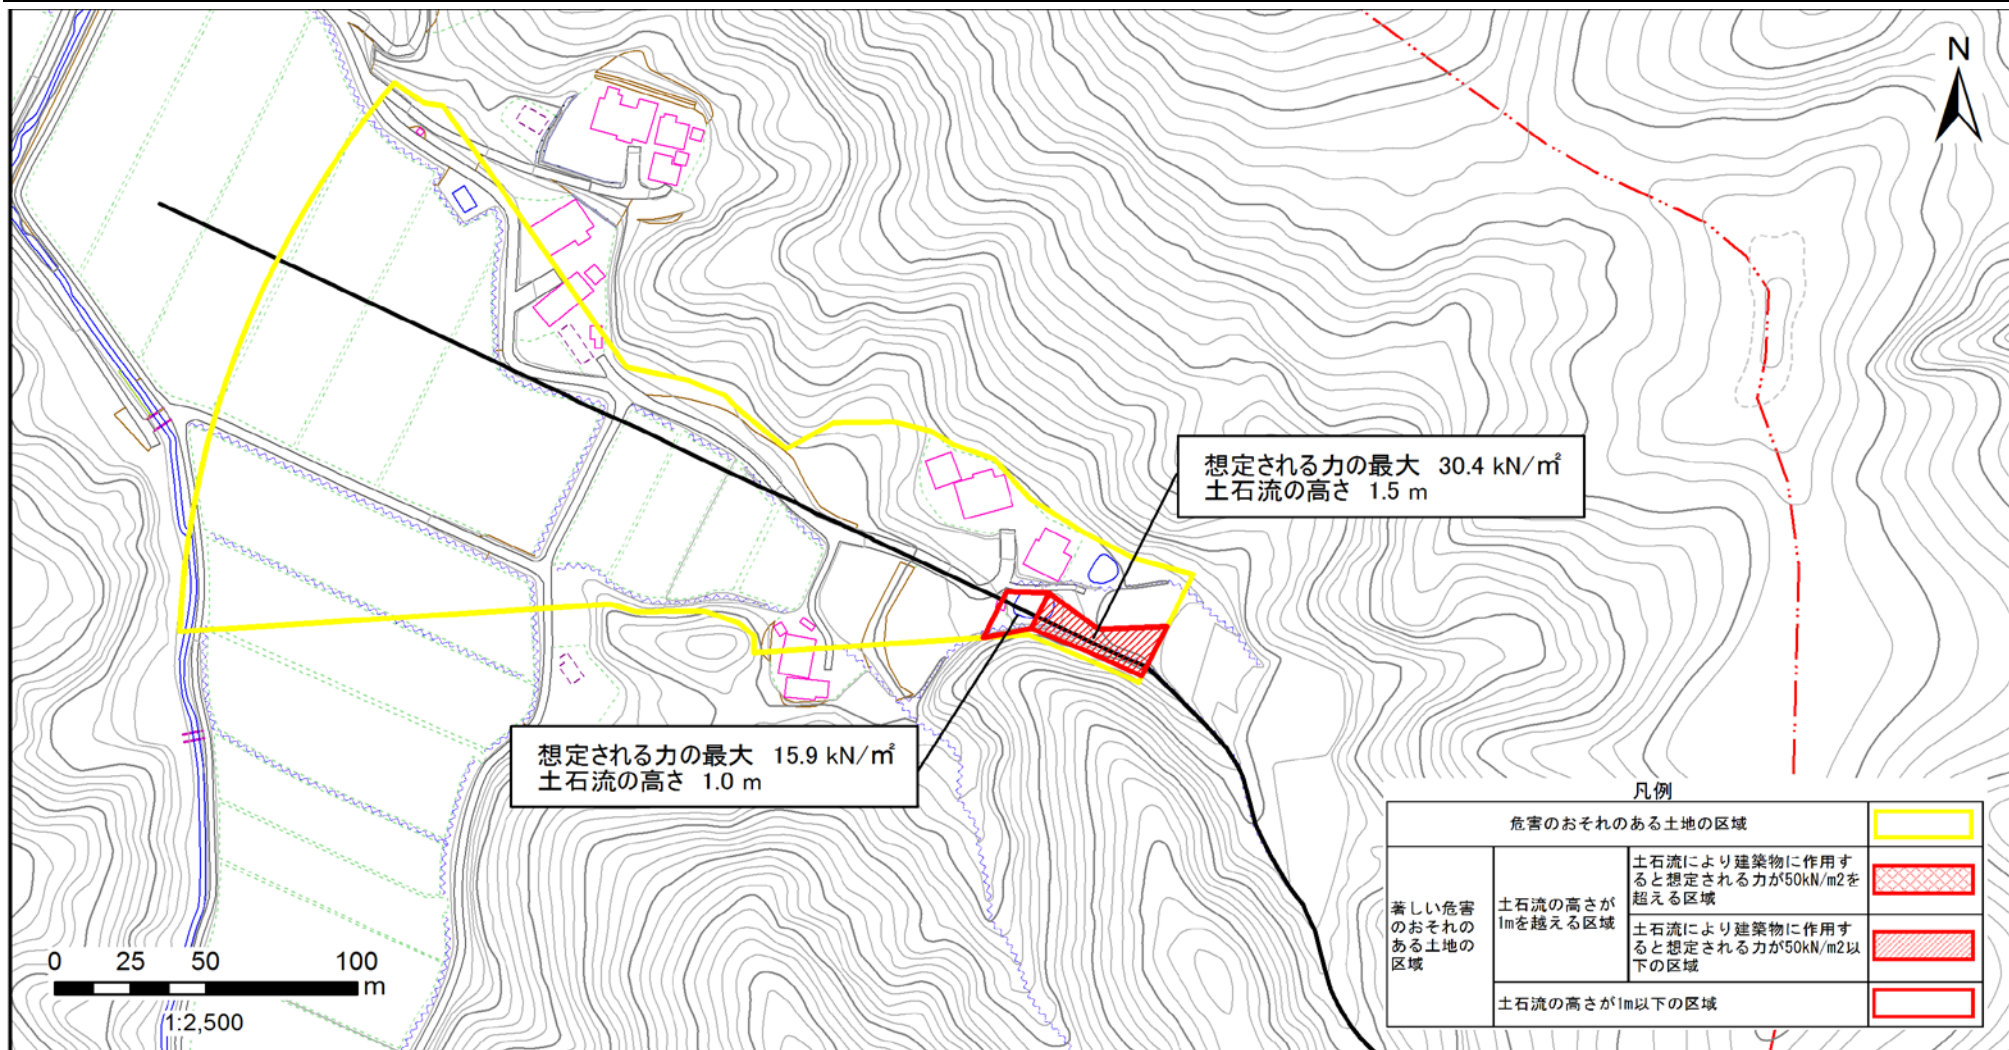 N
想定される力の最大 30.4 kN/㎡
土石流の高さ 1.5 m
想定される力の最大 15.9 kN/㎡
土石流の高さ 1.0 m
凡例
危害のおそれのある土地の区域
著しい危害
のおそれの
ある土地の
区域
土石流の高さが
1mを越える区域
土石流により建築物に作用す
ると想定される力が50kN/m2を
超える区域
土石流により建築物に作用す
ると想定される力が50kN/m2以
下の区域
土石流の高さが1m以下の区域
0 25 50 100
m
1:2,500